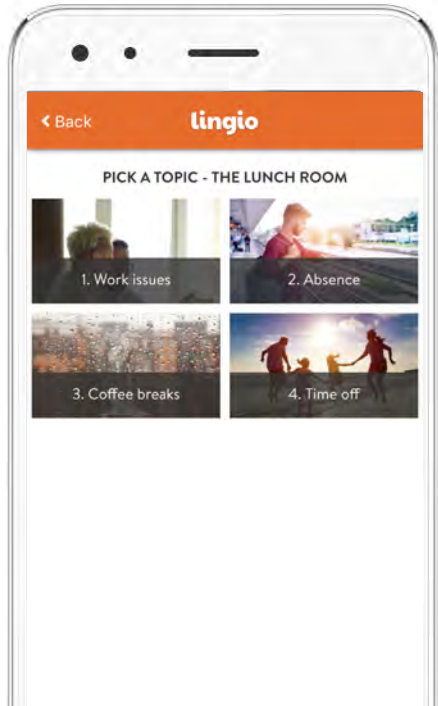 Back
lingio
PICK A TOPIC - THE LUNCH ROOM
1. Work issues
2. Absence
3. Coffee breaks
4. Time off